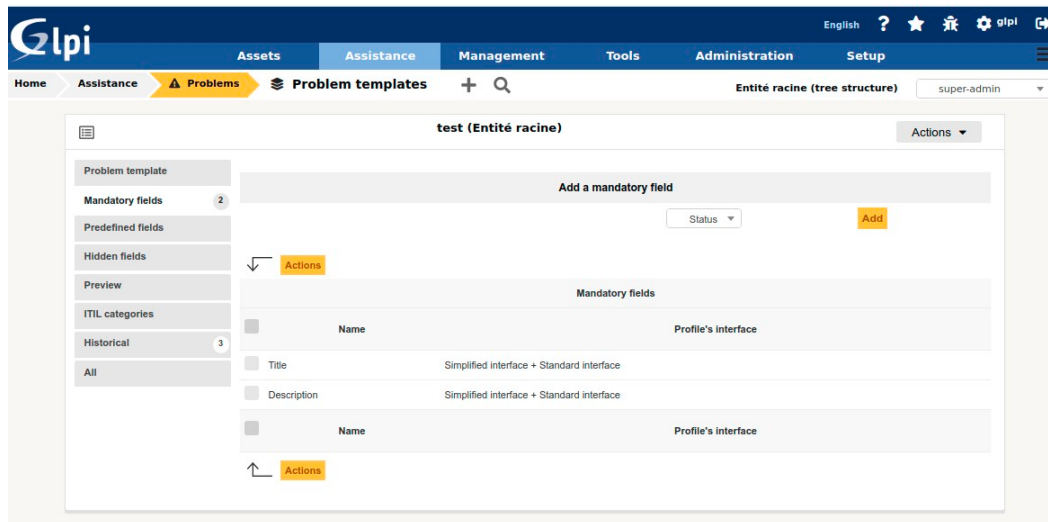 Glpi
English ? glpi
Assets Assistance Management Tools Administration Setup
Home Assistance Problems Problem templates Entité racine (tree structure) super-admin
test (Entité racine) Actions
Problem template
Mandatory fields 2
Predefined fields
Hidden fields
Preview
ITIL categories
Historical 3
All
Add a mandatory field
Status Add
Actions
Mandatory fields
Name Profile's interface
Title Simplified interface + Standard interface
Description Simplified interface + Standard interface
Name Profile's interface
Actions